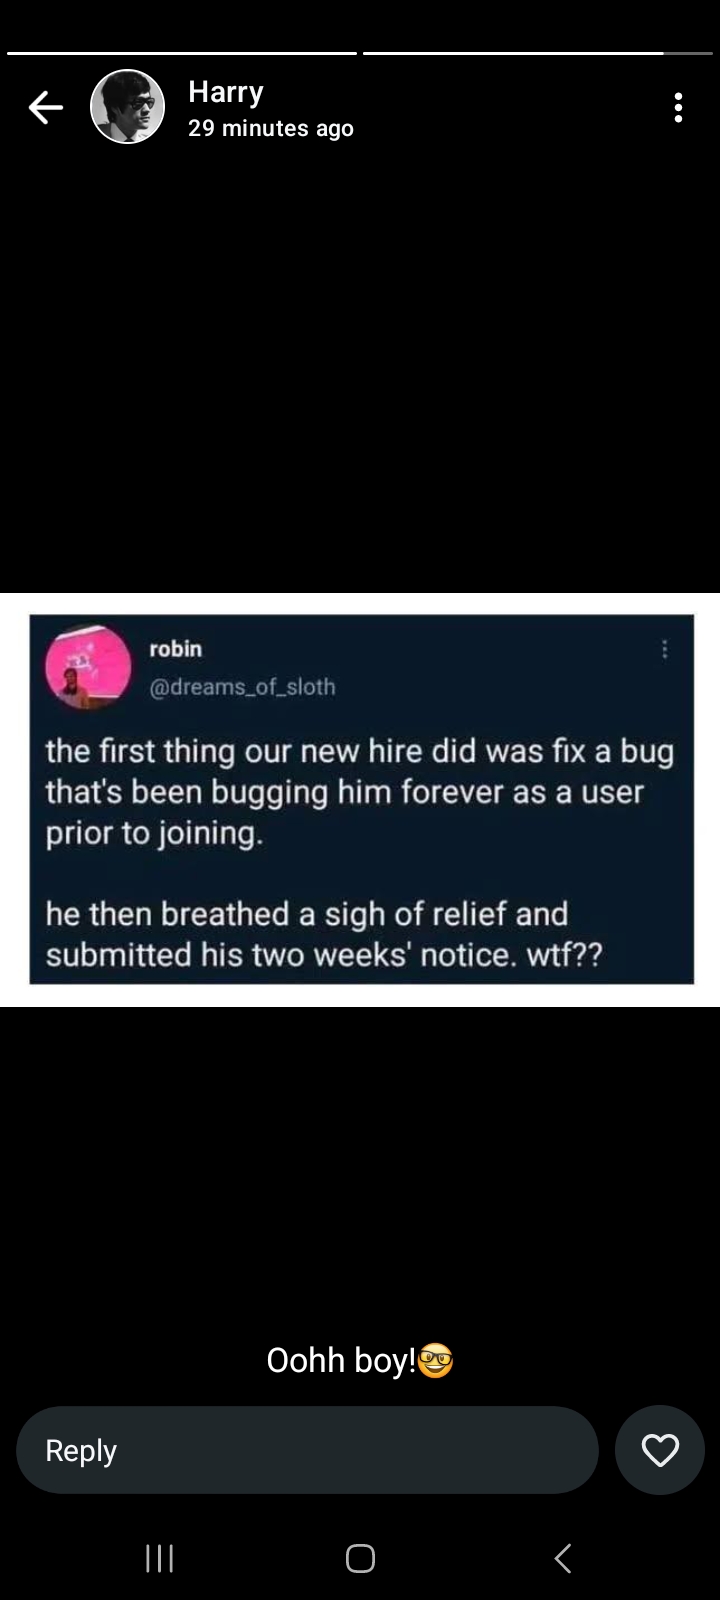 Harry
29 minutes ago
robin
@dreams_of_sloth
the first thing our new hire did was fix a bug
that's been bugging him forever as a user
prior to joining.
he then breathed a sigh of relief and
submitted his two weeks' notice. wtf??
Oohh boy!🤓
Reply